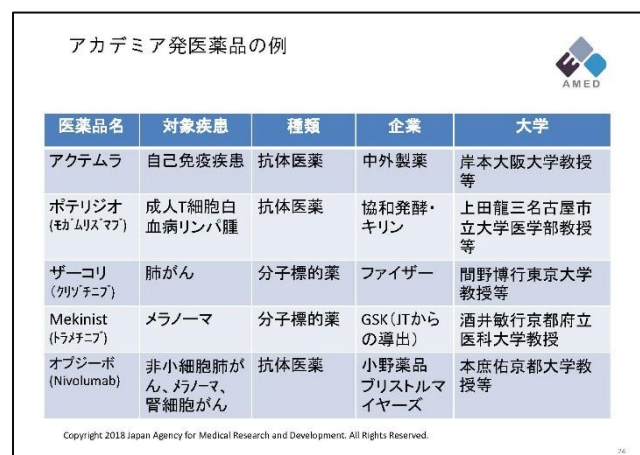 アカデミア発医薬品の例
AMED
医薬品名 対象疾患 種類 企業 大学
アクテムラ 自己免疫疾患 抗体医薬 中外製薬 岸本大阪大学教授
等
ポテリジオ 成人T細胞白 抗体医薬 協和発酵・ 上田龍三名古屋市
(ﾓｶﾞﾑﾘｽﾞﾏﾌﾞ) 血病リンパ腫 キリン 立大学医学部教授
等
ザーコリ 肺がん 分子標的薬 ファイザー 間野博行東京大学
(ｸﾘｿﾞﾁﾆﾌﾞ) 教授等
Mekinist メラノーマ 分子標的薬 GSK(JTから 酒井敏行京都府立
(ﾄﾗﾒﾁﾆﾌﾞ) の導出) 医科大学教授
オプジーボ 非小細胞肺が 抗体医薬 小野薬品 本庶佑京都大学教
(Nivolumab) ん、ﾒﾗﾉｰﾏ、 ブリストルマ 授等
腎細胞がん イヤーズ
Copyright 2018 Japan Agency for Medical Research and Development. All Rights Reserved.
24